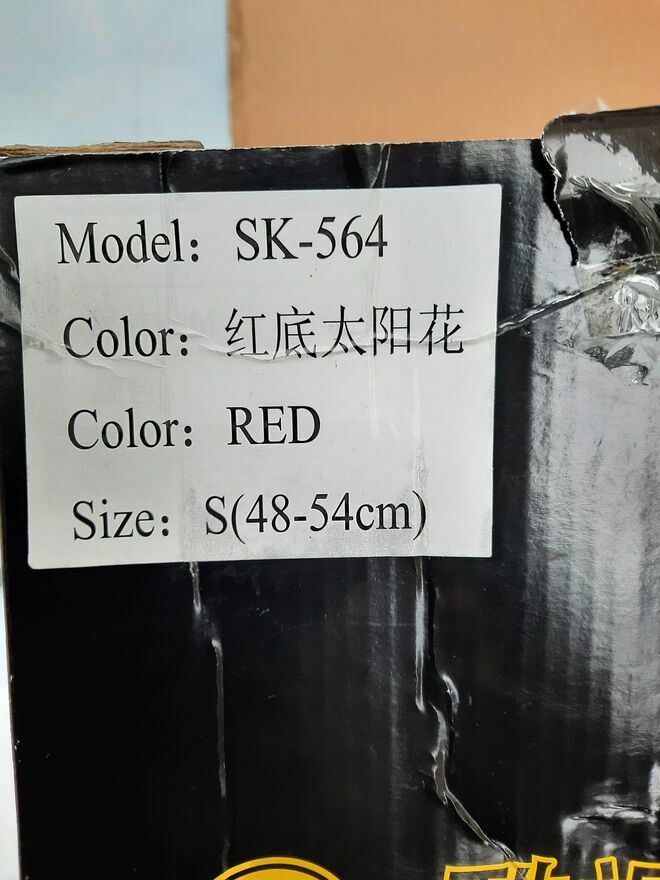 Model: SK-564
Color: 红底太阳花
Color: RED
Size: S(48-54cm)